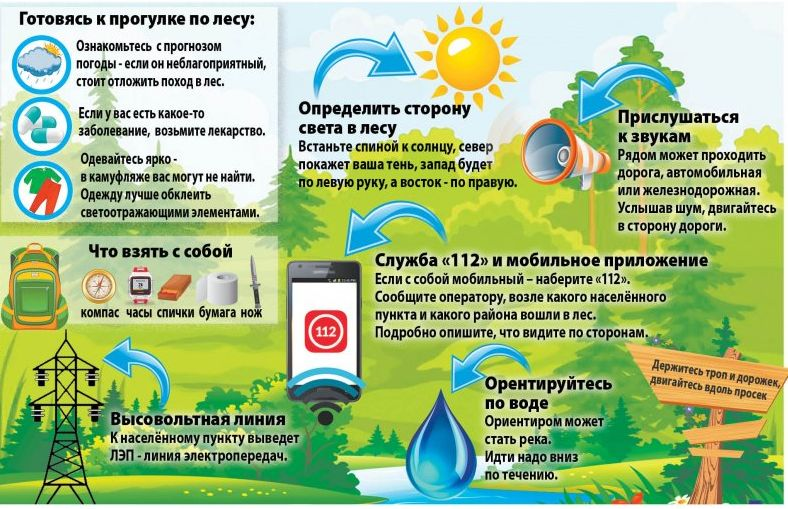 Готовясь к прогулке по лесу:
Ознакомьтесь с прогнозом
погоды - если он неблагоприятный,
стоит отложить поход в лес.
Если у вас есть какое-то
заболевание, возьмите лекарство.
Одевайтесь ярко -
в камуфляже вас могут не найти.
Одежду лучше обклеить
светоотражающими элементами.
Что взять с собой
компас часы спички бумага нож
Определить сторону
света в лесу
Встаньте спиной к солнцу, север
покажет ваша тень, запад будет
по левую руку, а восток - по правую.
Прислушаться
к звукам
Рядом может проходить
дорога, автомобильная
или железнодорожная.
Услышав шум, двигайтесь
в сторону дороги.
Служба «112» и мобильное приложение
Если с собой мобильный – наберите «112».
Сообщите оператору, возле какого населённого
пункта и какого района вошли в лес.
Подробно опишите, что видите по сторонам.
112
Высовольтная линия
К населённому пункту выведет
ЛЭП - линия электропередач.
Орентируйтесь
по воде
Ориентиром может
стать река.
Идти надо вниз
по течению.
Держитесь троп и дорожек,
двигайтесь вдоль просек